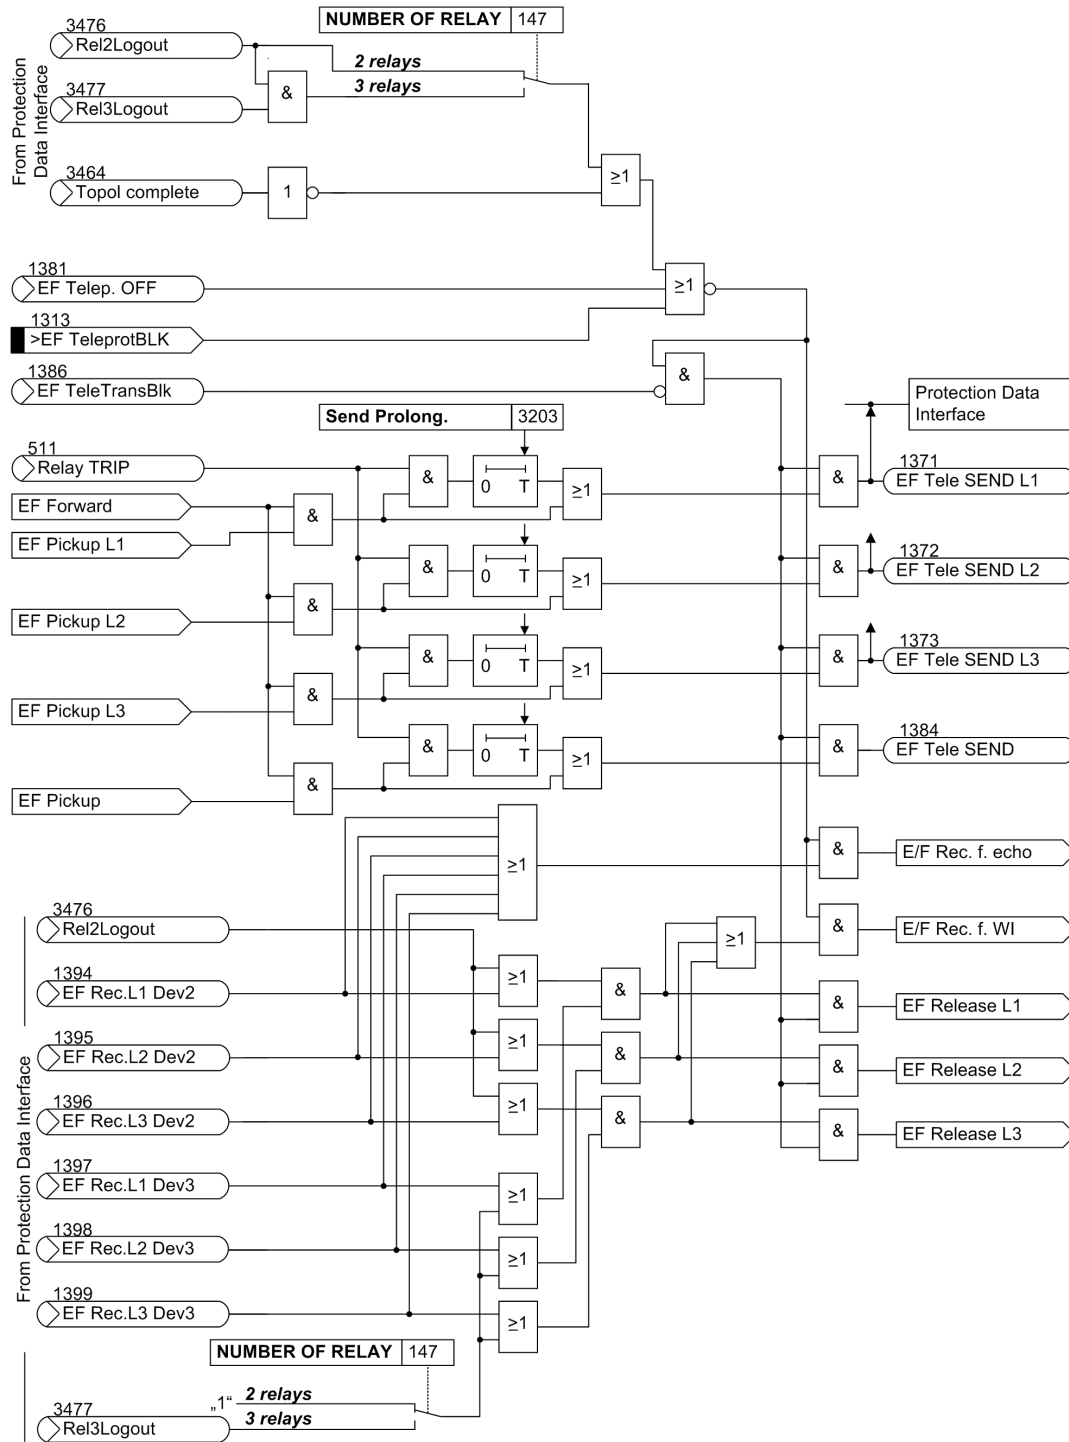 NUMBER OF RELAY 147
3476
Rel2Logout
2 relays
3 relays
3477
Rel3Logout
&
From Protection
Data Interface
3464
Topol complete
1
≥1
1381
EF Telep. OFF
≥1
1313
>EF TeleprotBLK
1386
EF TeleTransBlk
&
Protection Data
Interface
Send Prolong. 3203
511
Relay TRIP
&
0 T
≥1
&
1371
EF Tele SEND L1
EF Forward
&
EF Pickup L1
&
0 T
≥1
&
1372
EF Tele SEND L2
&
EF Pickup L2
&
0 T
≥1
&
1373
EF Tele SEND L3
&
EF Pickup L3
&
0 T
≥1
&
1384
EF Tele SEND
&
EF Pickup
≥1
&
E/F Rec. f. echo
3476
Rel2Logout
≥1
&
E/F Rec. f. WI
1394
EF Rec.L1 Dev2
≥1
&
&
EF Release L1
1395
EF Rec.L2 Dev2
≥1
&
&
EF Release L2
1396
EF Rec.L3 Dev2
≥1
&
&
EF Release L3
From Protection Data Interface
1397
EF Rec.L1 Dev3
≥1
1398
EF Rec.L2 Dev3
≥1
1399
EF Rec.L3 Dev3
≥1
NUMBER OF RELAY 147
„1“ 2 relays
3 relays
3477
Rel3Logout